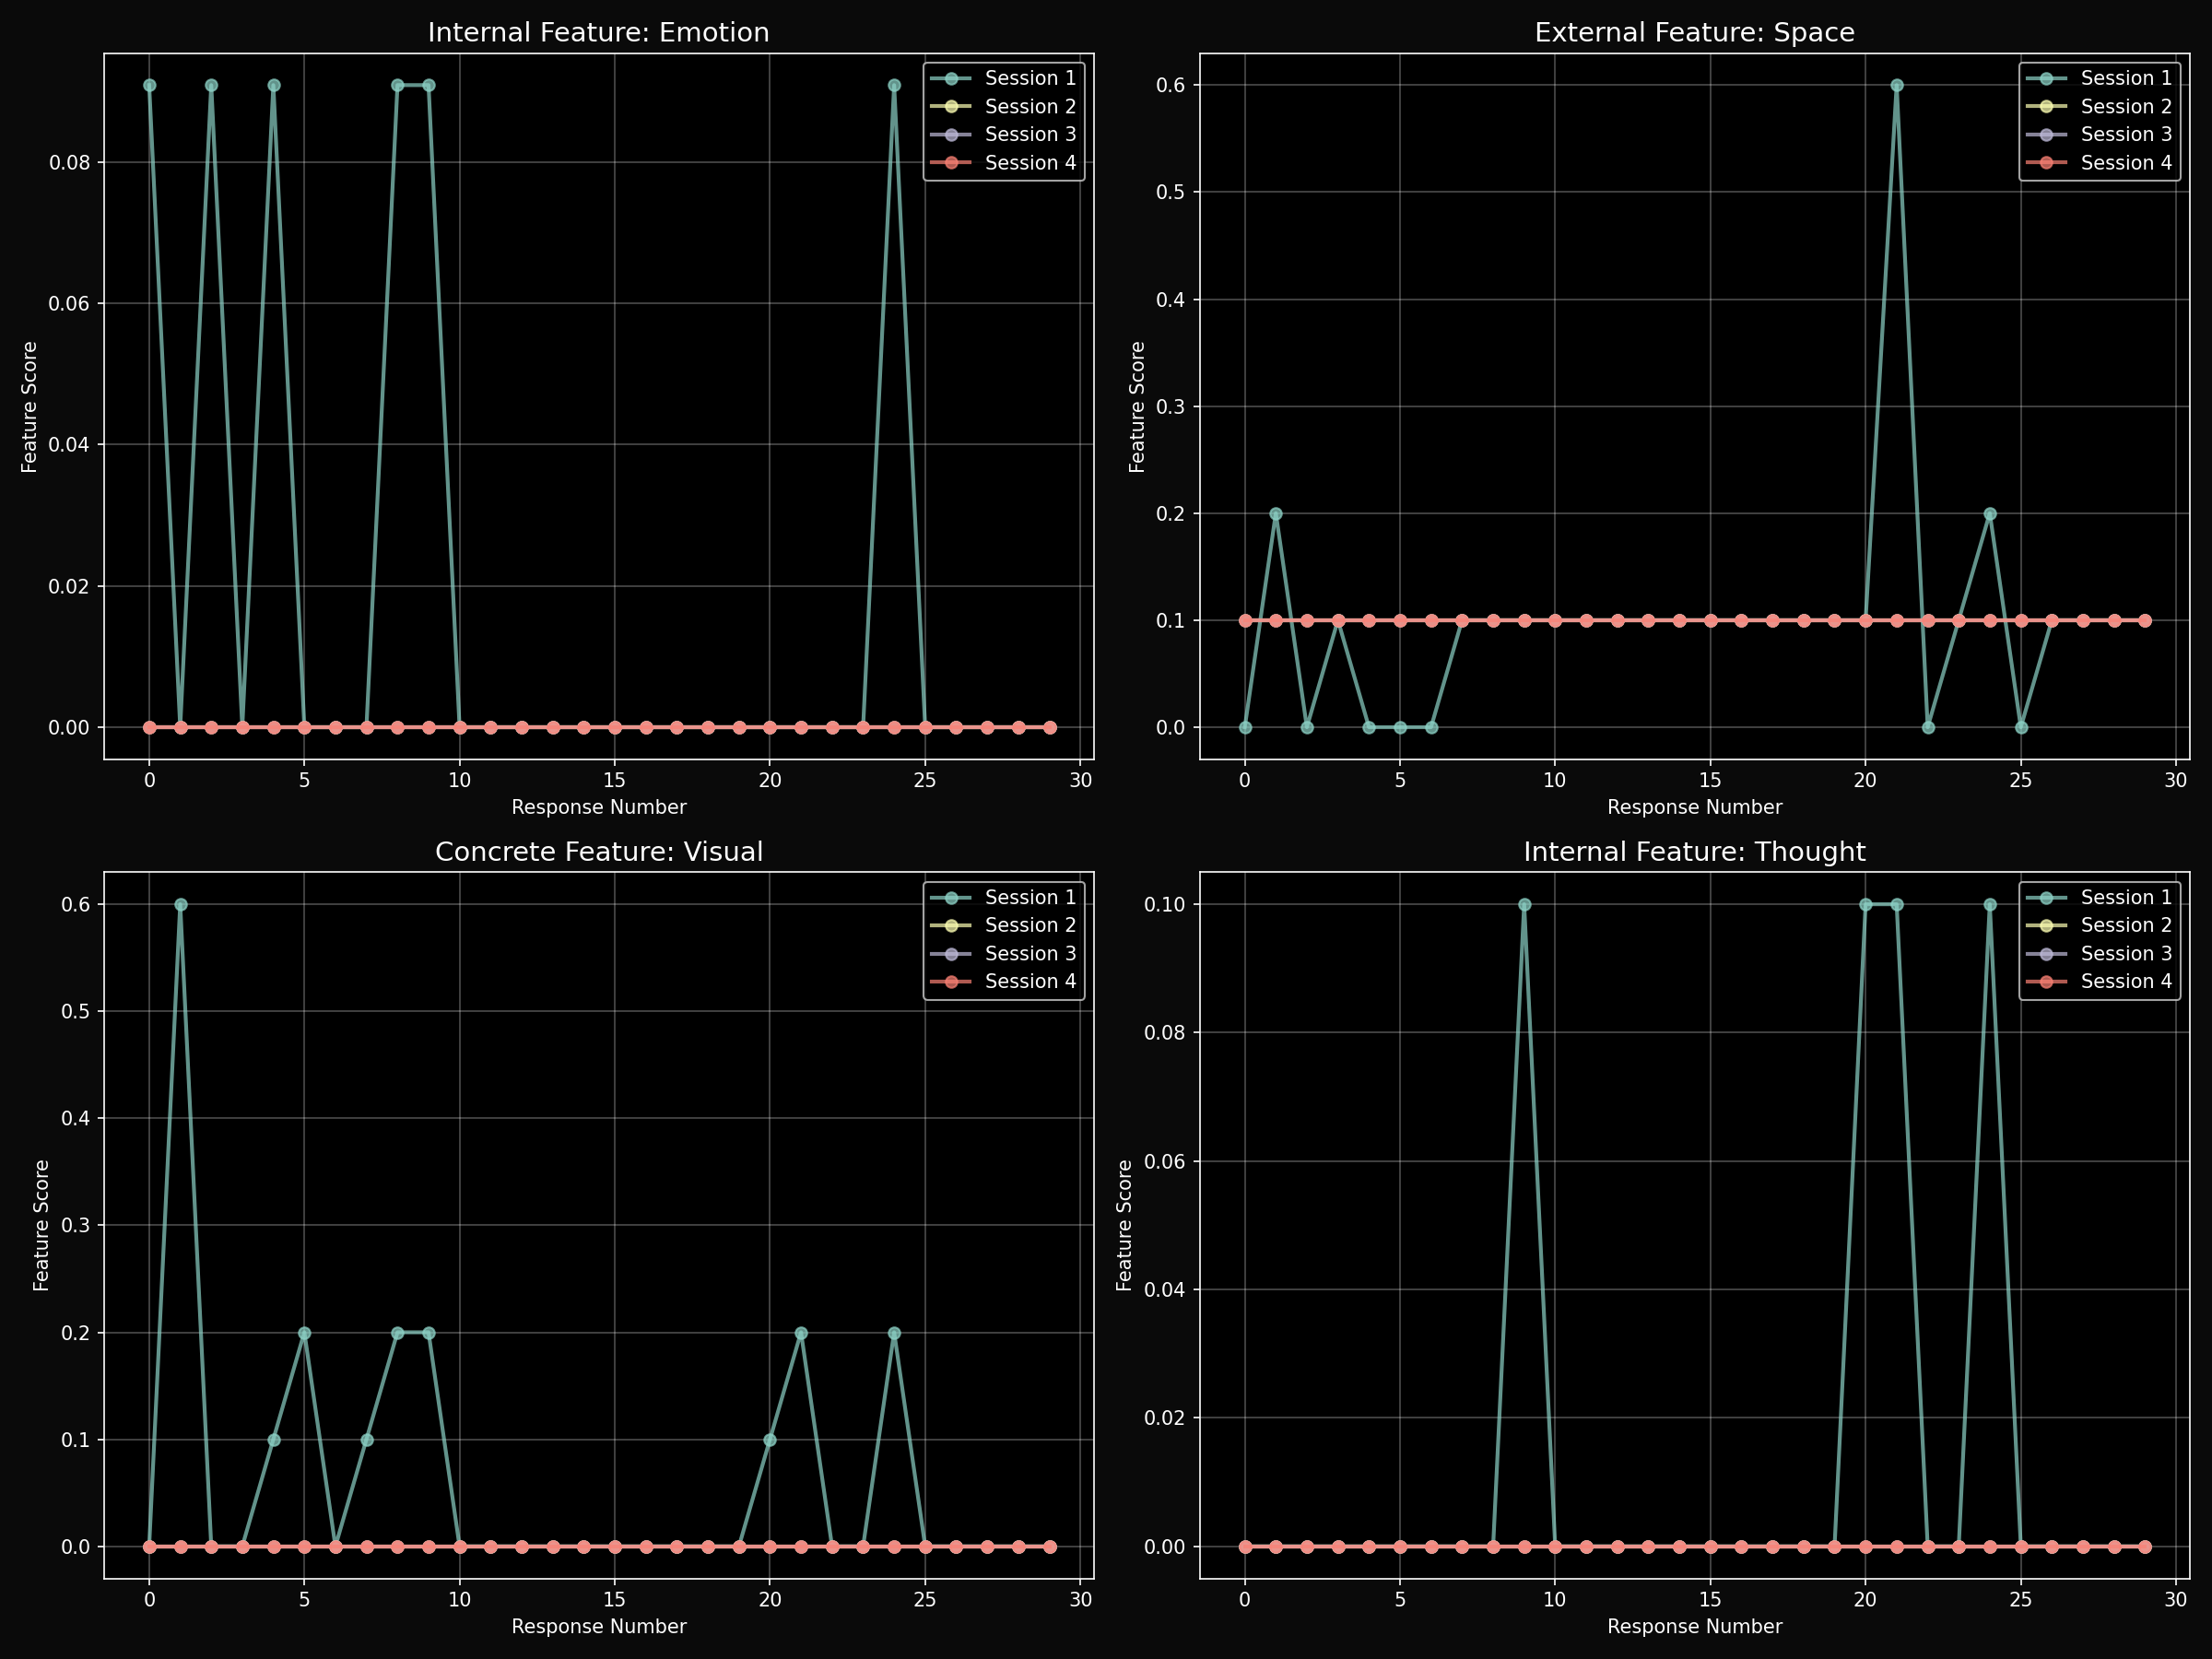 Internal Feature: Emotion
Feature Score
0.08
0.06
0.04
0.02
0.00
0 5 10 15 20 25 30
Response Number
Session 1
Session 2
Session 3
Session 4
External Feature: Space
Feature Score
0.6
0.5
0.4
0.3
0.2
0.1
0.0
0 5 10 15 20 25 30
Response Number
Session 1
Session 2
Session 3
Session 4
Concrete Feature: Visual
Feature Score
0.6
0.5
0.4
0.3
0.2
0.1
0.0
0 5 10 15 20 25 30
Response Number
Session 1
Session 2
Session 3
Session 4
Internal Feature: Thought
Feature Score
0.10
0.08
0.06
0.04
0.02
0.00
0 5 10 15 20 25 30
Response Number
Session 1
Session 2
Session 3
Session 4